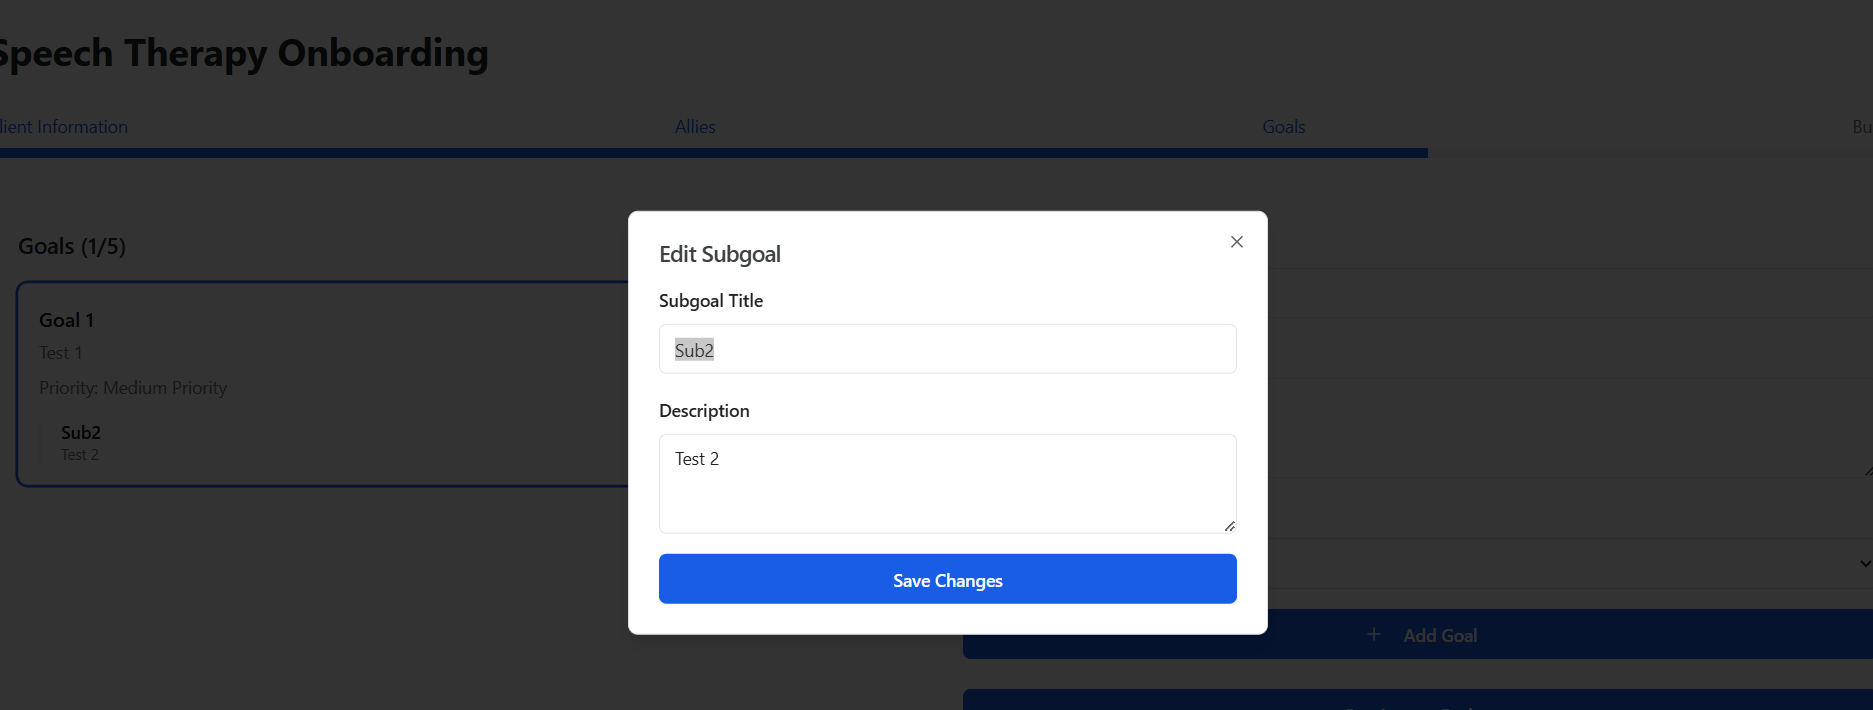 Speech Therapy Onboarding
lient Information
Allies
Goals
Bu
Goals (1/5)
Goal 1
Test 1
Priority: Medium Priority
Sub2
Test 2
Edit Subgoal
Subgoal Title
Sub2
Description
Test 2
Save Changes
Add Goal